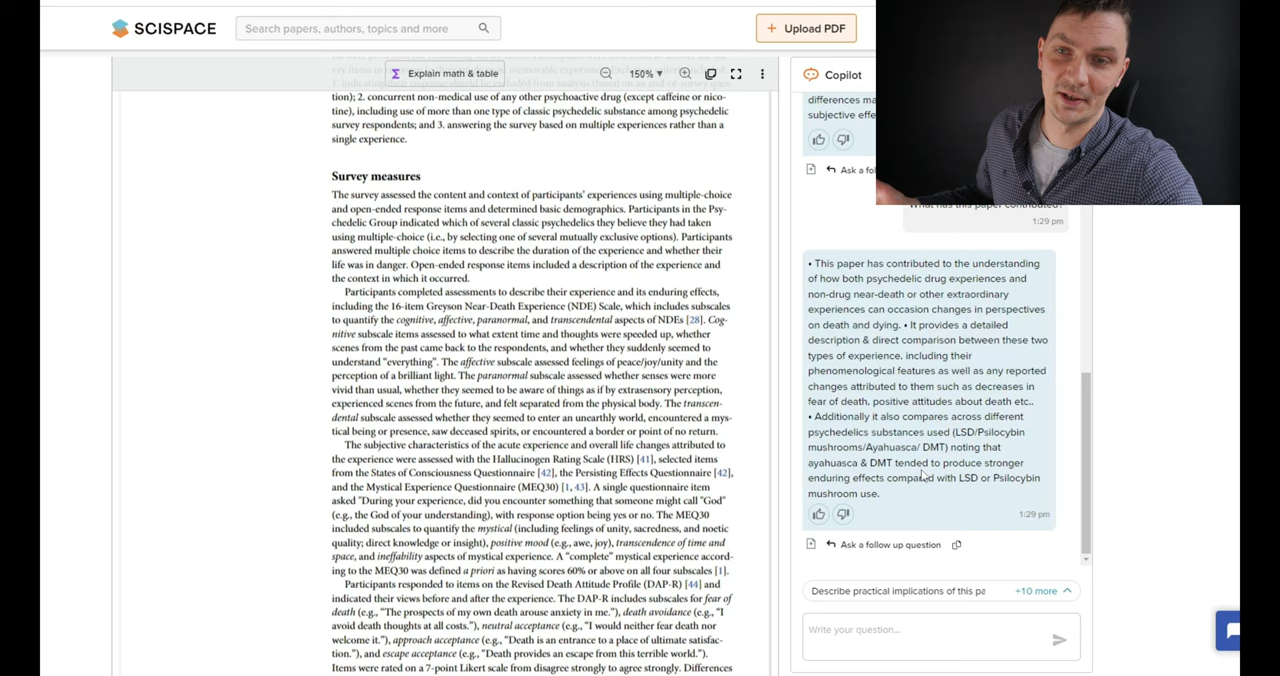 SCISPACE
Search papers, authors, topics and more
+ Upload PDF
Explain math & table
150%
Copilot
tion); 2. concurrent non-medical use of any other psychoactive drug (except caffeine or nico-
tine), including use of more than one type of classic psychedelic substance among psychedelic
survey respondents; and 3. answering the survey based on multiple experiences rather than a
single experience.
Survey measures
The survey assessed the content and context of participants' experiences using multiple-choice
and open-ended response items and determined basic demographics. Participants in the Psy-
chedelic Group indicated which of several classic psychedelics they believe they had taken
using multiple-choice (i.e., by selecting one of several mutually exclusive options). Participants
answered multiple choice items to describe the duration of the experience and whether their
life was in danger. Open-ended response items included a description of the experience and
the context in which it occurred.
Participants completed assessments to describe their experience and its enduring effects,
including the 16-item Greyson Near-Death Experience (NDE) Scale, which includes subscales
to quantify the cognitive, affective, paranormal, and transcendental aspects of NDEs [28]. Cog-
nitive subscale items assessed to what extent time and thoughts were speeded up, whether
scenes from the past came back to the respondents, and whether they suddenly seemed to
understand "everything". The affective subscale assessed feelings of peace/joy/unity and the
perception of a brilliant light. The paranormal subscale assessed whether senses were more
vivid than usual, whether they seemed to be aware of things as if by extrasensory perception,
experienced scenes from the future, and felt separated from the physical body. The transcen-
dental subscale assessed whether they seemed to enter an unearthly world, encountered a mys-
tical being or presence, saw deceased spirits, or encountered a border or point of no return.
The subjective characteristics of the acute experience and overall life changes attributed to
the experience were assessed with the Hallucinogen Rating Scale (HRS) [41], selected items
from the States of Consciousness Questionnaire [42], the Persisting Effects Questionnaire [42],
and the Mystical Experience Questionnaire (MEQ30) [1, 43]. A single questionnaire item
asked "During your experience, did you encounter something that someone might call "God"
(e.g., the God of your understanding), with response option being yes or no. The MEQ30
included subscales to quantify the mystical (including feelings of unity, sacredness, and noetic
quality; direct knowledge or insight), positive mood (e.g., awe, joy), transcendence of time and
space, and ineffability aspects of mystical experience. A "complete" mystical experience accord-
ing to the MEQ30 was defined a priori as having scores 60% or above on all four subscales [1].
Participants responded to items on the Revised Death Attitude Profile (DAP-R) [44] and
indicated their views before and after the experience. The DAP-R includes subscales for fear of
death (e.g., "The prospects of my own death arouse anxiety in me."), death avoidance (e.g., "I
avoid death thoughts at all costs."), neutral acceptance (e.g., "I would neither fear death nor
welcome it."), approach acceptance (e.g., "Death is an entrance to a place of ultimate satisfac-
tion."), and escape acceptance (e.g., "Death provides an escape from this terrible world.").
Items were rated on a 7-point Likert scale from disagree strongly to agree strongly. Differences
differences ma
subjective effe
Ask a fol
What has this paper contributed?
1:29 pm
• This paper has contributed to the understanding
of how both psychedelic drug experiences and
non-drug near-death or other extraordinary
experiences can occasion changes in perspectives
on death and dying. • It provides a detailed
description & direct comparison between these two
types of experience, including their
phenomenological features as well as any reported
changes attributed to them such as decreases in
fear of death, positive attitudes about death etc..
• Additionally it also compares across different
psychedelics substances used (LSD/Psilocybin
mushrooms/Ayahuasca/ DMT) noting that
ayahuasca & DMT tended to produce stronger
enduring effects compared with LSD or Psilocybin
mushroom use.
1:29 pm
Ask a follow up question
Describe practical implications of this pa
+10 more
Write your question...